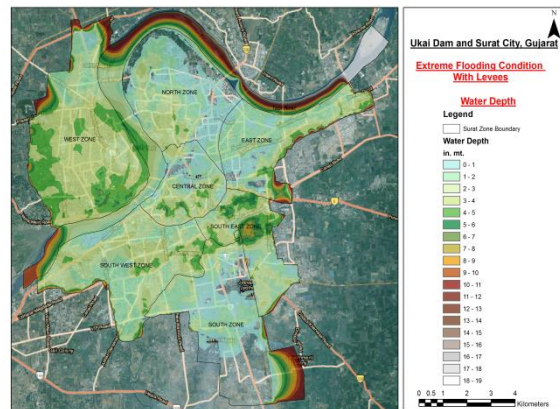 NORTH ZONE
WEST ZONE
EAST ZONE
CENTRAL ZONE
SOUTH EAST ZONE
SOUTH WEST ZONE
SOUTH ZONE
N
Ukai Dam and Surat City, Gujarat
Extreme Flooding Condition
With Levees
Water Depth
Legend
Surat Zone Boundary
Water Depth
in. mt.
0 - 1
1 - 2
2 - 3
3 - 4
4 - 5
5 - 6
6 - 7
7 - 8
8 - 9
9 - 10
10 - 11
11 - 12
12 - 13
13 - 14
14 - 15
15 - 16
16 - 17
17 - 18
18 - 19
0 0.5 1 2 3 4
Kilometers